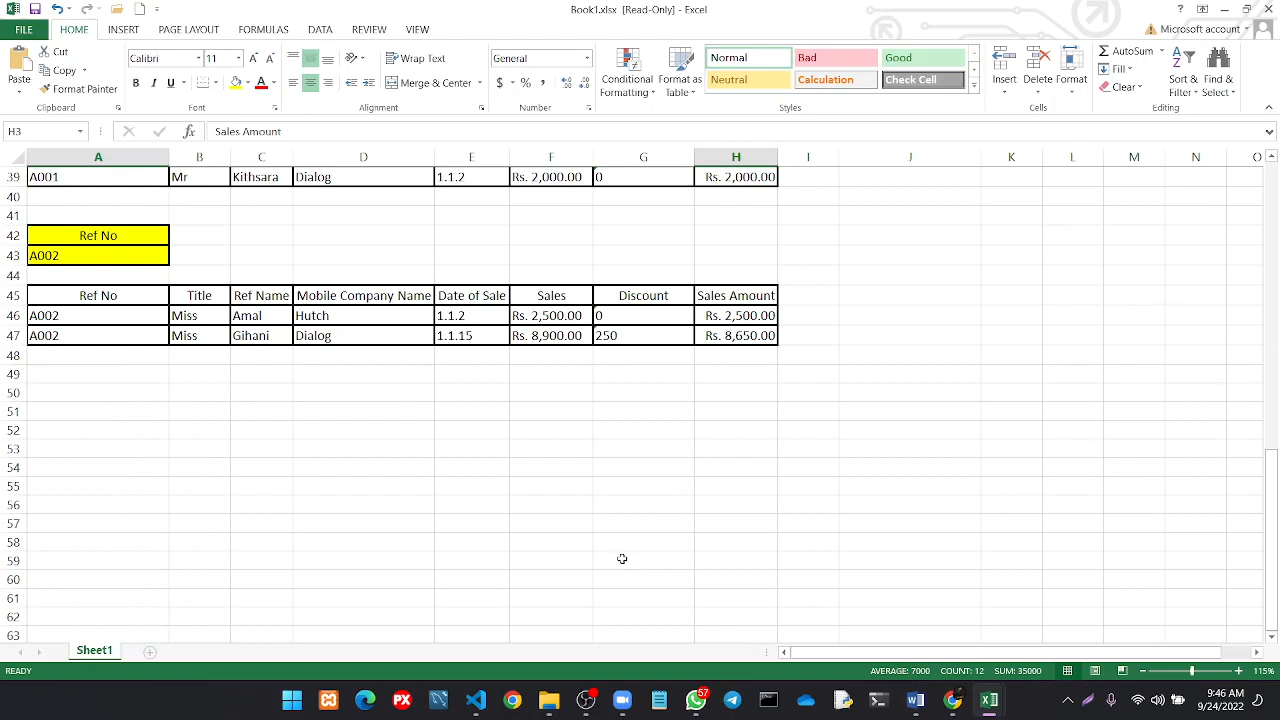 Book1.xlsx [Read-Only] - Excel
FILE HOME INSERT PAGE LAYOUT FORMULAS DATA REVIEW VIEW Microsoft account
Paste Cut Copy Format Painter Clipboard
Calibri 11 A A B I U A Font
Wrap Text Merge & Center Alignment
General $ % , Number
Conditional Formatting Format as Table
Normal Bad Good
Neutral Calculation Check Cell
Styles
Insert Delete Format Cells
AutoSum Fill Clear Sort & Filter Find & Select Editing
H3 fx Sales Amount
A B C D E F G H I J K L M N O
39 A001 Mr Kithsara Dialog 1.1.2 Rs. 2,000.00 0 Rs. 2,000.00
40
41
42 Ref No
43 A002
44
45 Ref No Title Ref Name Mobile Company Name Date of Sale Sales Discount Sales Amount
46 A002 Miss Amal Hutch 1.1.2 Rs. 2,500.00 0 Rs. 2,500.00
47 A002 Miss Gihani Dialog 1.1.15 Rs. 8,900.00 250 Rs. 8,650.00
48
49
50
51
52
53
54
55
56
57
58
59
60
61
62
63
Sheet1
READY AVERAGE: 7000 COUNT: 12 SUM: 35000 115%
PX 57 9:46 AM
9/24/2022